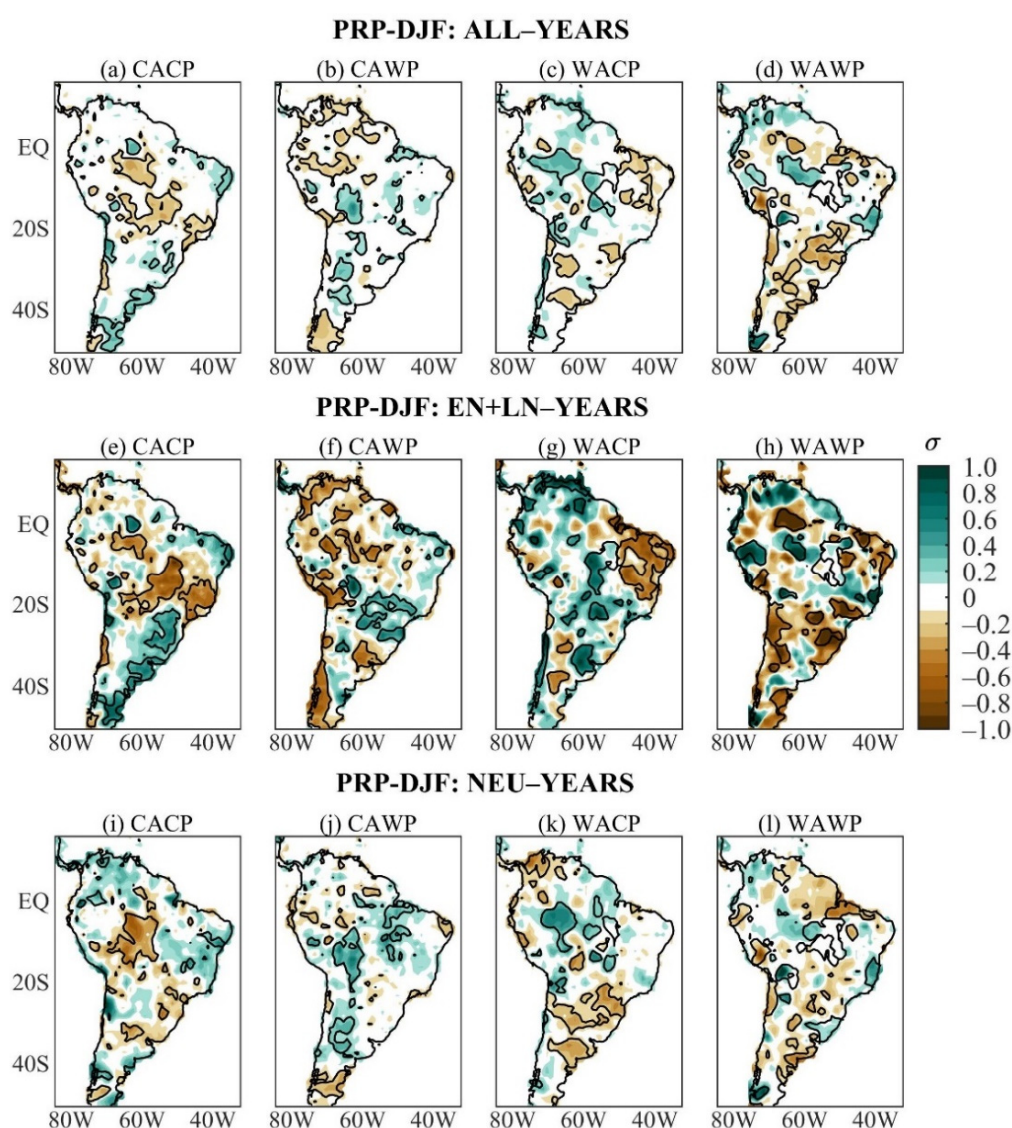 PRP-DJF: ALL–YEARS
(a) CACP (b) CAWP (c) WACP (d) WAWP
EQ
20S
40S
80W 60W 40W 80W 60W 40W 80W 60W 40W 80W 60W 40W
PRP-DJF: EN+LN–YEARS
(e) CACP (f) CAWP (g) WACP (h) WAWP
σ
1.0
0.8
0.6
0.4
0.2
0
–0.2
–0.4
–0.6
–0.8
–1.0
EQ
20S
40S
80W 60W 40W 80W 60W 40W 80W 60W 40W 80W 60W 40W
PRP-DJF: NEU–YEARS
(i) CACP (j) CAWP (k) WACP (l) WAWP
EQ
20S
40S
80W 60W 40W 80W 60W 40W 80W 60W 40W 80W 60W 40W